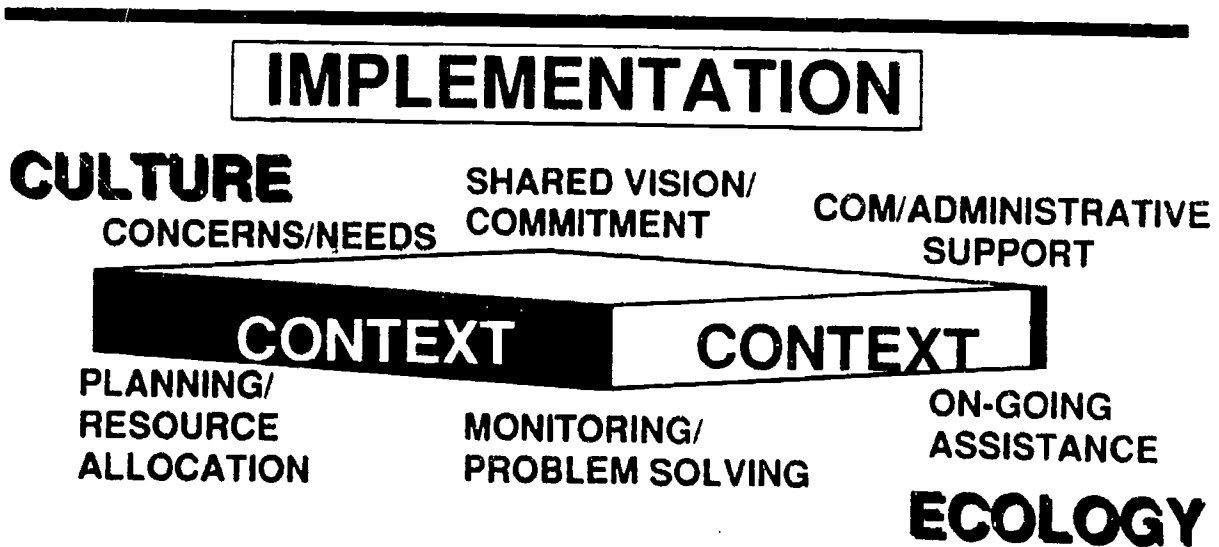 IMPLEMENTATION
CULTURE
CONCERNS/NEEDS
SHARED VISION/
COMMITMENT
COM/ADMINISTRATIVE
SUPPORT
CONTEXT
CONTEXT
PLANNING/
RESOURCE
ALLOCATION
MONITORING/
PROBLEM SOLVING
ON-GOING
ASSISTANCE
ECOLOGY